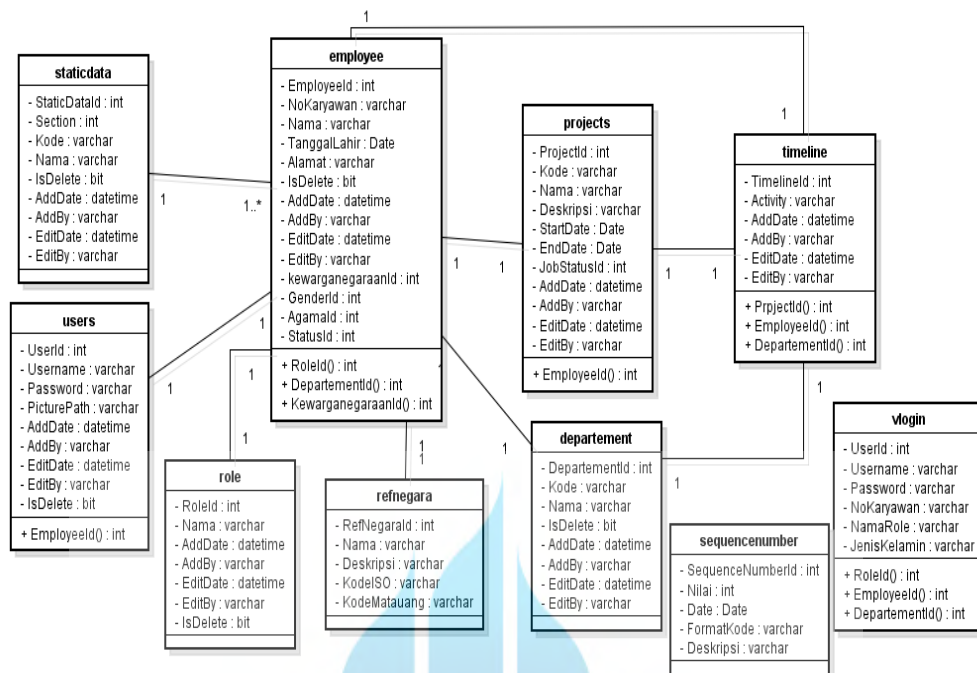 staticdata
- StaticDataId : int
- Section : int
- Kode : varchar
- Nama : varchar
- IsDelete : bit
- AddDate : datetime
- AddBy : varchar
- EditDate : datetime
- EditBy : varchar
employee
- EmployeeId : int
- NoKaryawan : varchar
- Nama : varchar
- TanggalLahir : Date
- Alamat : varchar
- IsDelete : bit
- AddDate : datetime
- AddBy : varchar
- EditDate : datetime
- EditBy : varchar
- kewarganegaraanId : int
- GenderId : int
- AgamaId : int
- StatusId : int
+ RoleId() : int
+ DepartementId() : int
+ KewarganegaraanId() : int
projects
- ProjectId : int
- Kode : varchar
- Nama : varchar
- Deskripsi : varchar
- StartDate : Date
- EndDate : Date
- JobStatusId : int
- AddDate : datetime
- AddBy : varchar
- EditDate : datetime
- EditBy : varchar
+ EmployeeId() : int
timeline
- TimelineId : int
- Activity : varchar
- AddDate : datetime
- AddBy : varchar
- EditDate : datetime
- EditBy : varchar
+ PrpjectId() : int
+ EmployeeId() : int
+ DepartementId() : int
users
- UserId : int
- Username : varchar
- Password : varchar
- PicturePath : varchar
- AddDate : datetime
- AddBy : varchar
- EditDate : datetime
- EditBy : varchar
- IsDelete : bit
+ EmployeeId() : int
role
- RoleId : int
- Nama : varchar
- AddDate : datetime
- AddBy : varchar
- EditDate : datetime
- EditBy : varchar
- IsDelete : bit
refnegara
- RefNegaraId : int
- Nama : varchar
- Deskripsi : varchar
- KodeISO : varchar
- KodeMatauang : varchar
departement
- DepartementId : int
- Kode : varchar
- Nama : varchar
- IsDelete : bit
- AddDate : datetime
- AddBy : varchar
- EditDate : datetime
- EditBy : varchar
sequencenumber
- SequenceNumberId : int
- Nilai : int
- Date : Date
- FormatKode : varchar
- Deskripsi : varchar
vlogin
- UserId : int
- Username : varchar
- Password : varchar
- NoKaryawan : varchar
- NamaRole : varchar
- JenisKelamin : varchar
+ RoleId() : int
+ EmployeeId() : int
+ DepartementId() : int
1
1
1
1..*
1
1
1
1
1
1
1
1
1
1
1
1
1
1